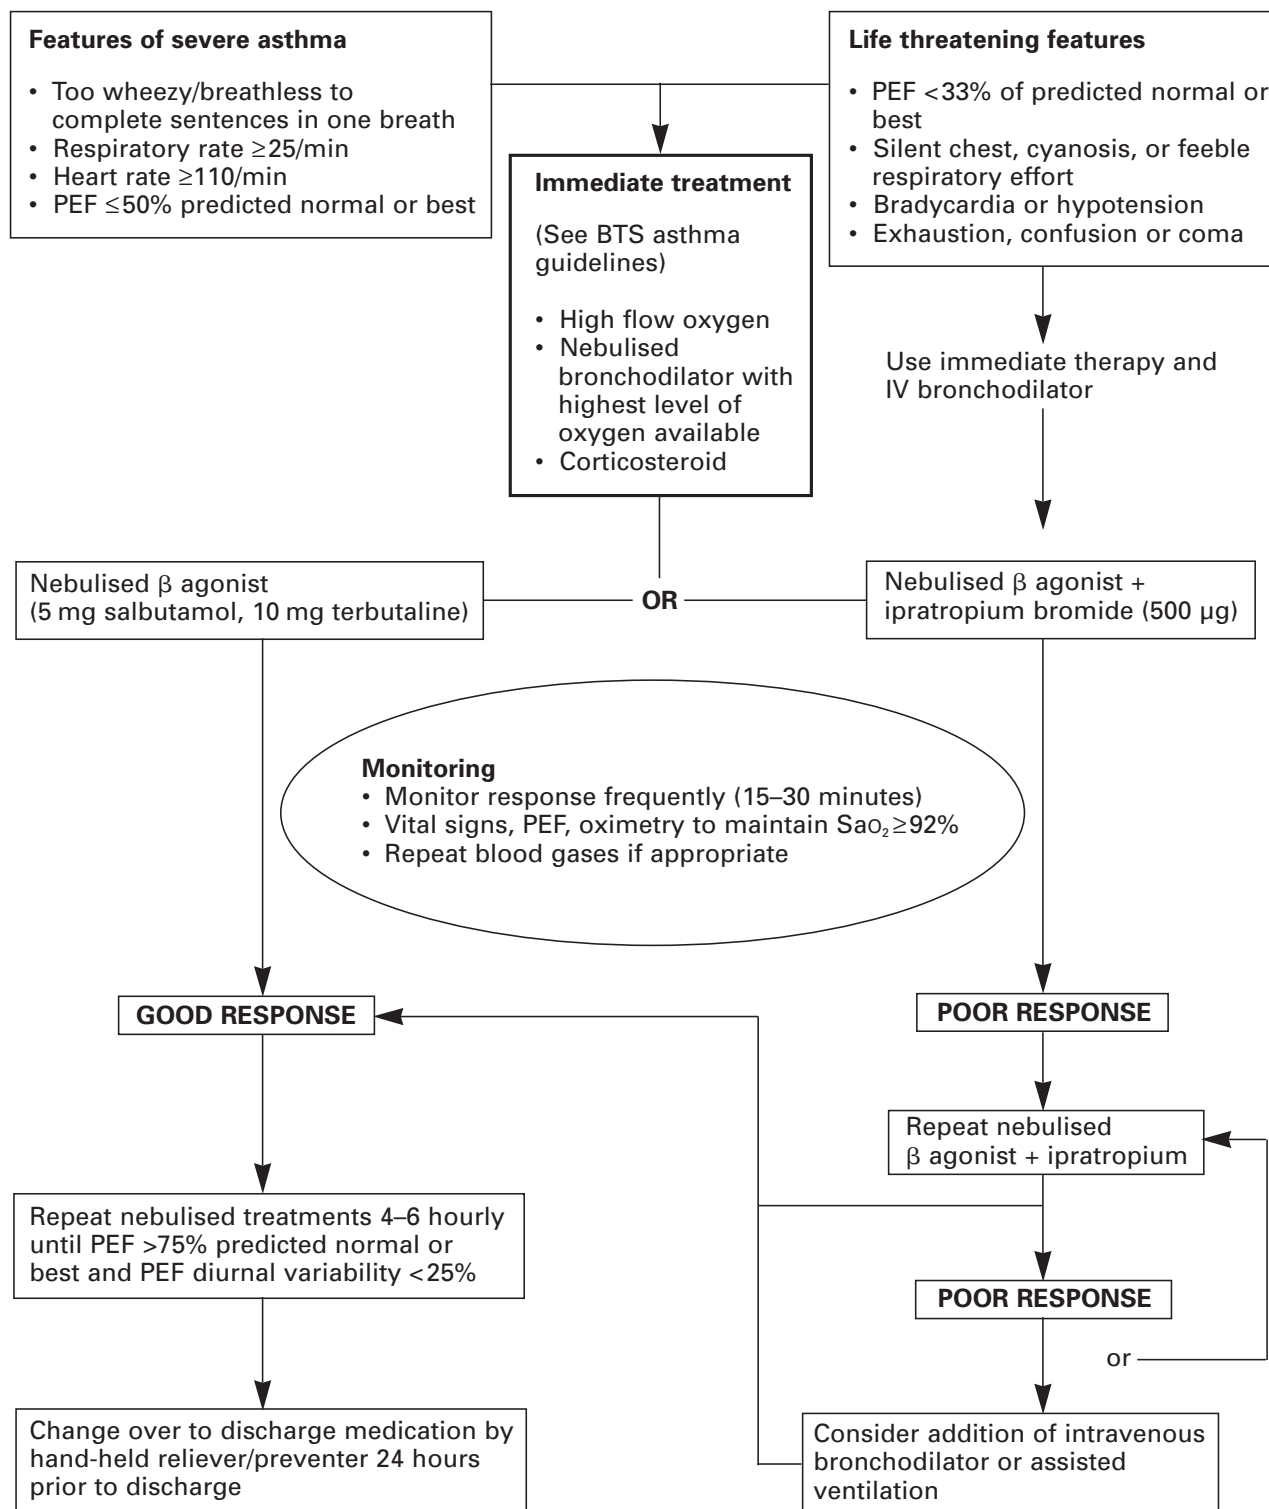 Features of severe asthma
• Too wheezy/breathless to
complete sentences in one breath
• Respiratory rate ≥25/min
• Heart rate ≥110/min
• PEF ≤50% predicted normal or best
Life threatening features
• PEF <33% of predicted normal or
best
• Silent chest, cyanosis, or feeble
respiratory effort
• Bradycardia or hypotension
• Exhaustion, confusion or coma
Immediate treatment
(See BTS asthma
guidelines)
• High flow oxygen
• Nebulised
bronchodilator with
highest level of
oxygen available
• Corticosteroid
Use immediate therapy and
IV bronchodilator
Nebulised β agonist
(5 mg salbutamol, 10 mg terbutaline)
OR
Nebulised β agonist +
ipratropium bromide (500 µg)
Monitoring
• Monitor response frequently (15–30 minutes)
• Vital signs, PEF, oximetry to maintain SaO₂ ≥92%
• Repeat blood gases if appropriate
GOOD RESPONSE
POOR RESPONSE
Repeat nebulised
β agonist + ipratropium
Repeat nebulised treatments 4–6 hourly
until PEF >75% predicted normal or
best and PEF diurnal variability <25%
POOR RESPONSE
or
Change over to discharge medication by
hand-held reliever/preventer 24 hours
prior to discharge
Consider addition of intravenous
bronchodilator or assisted
ventilation